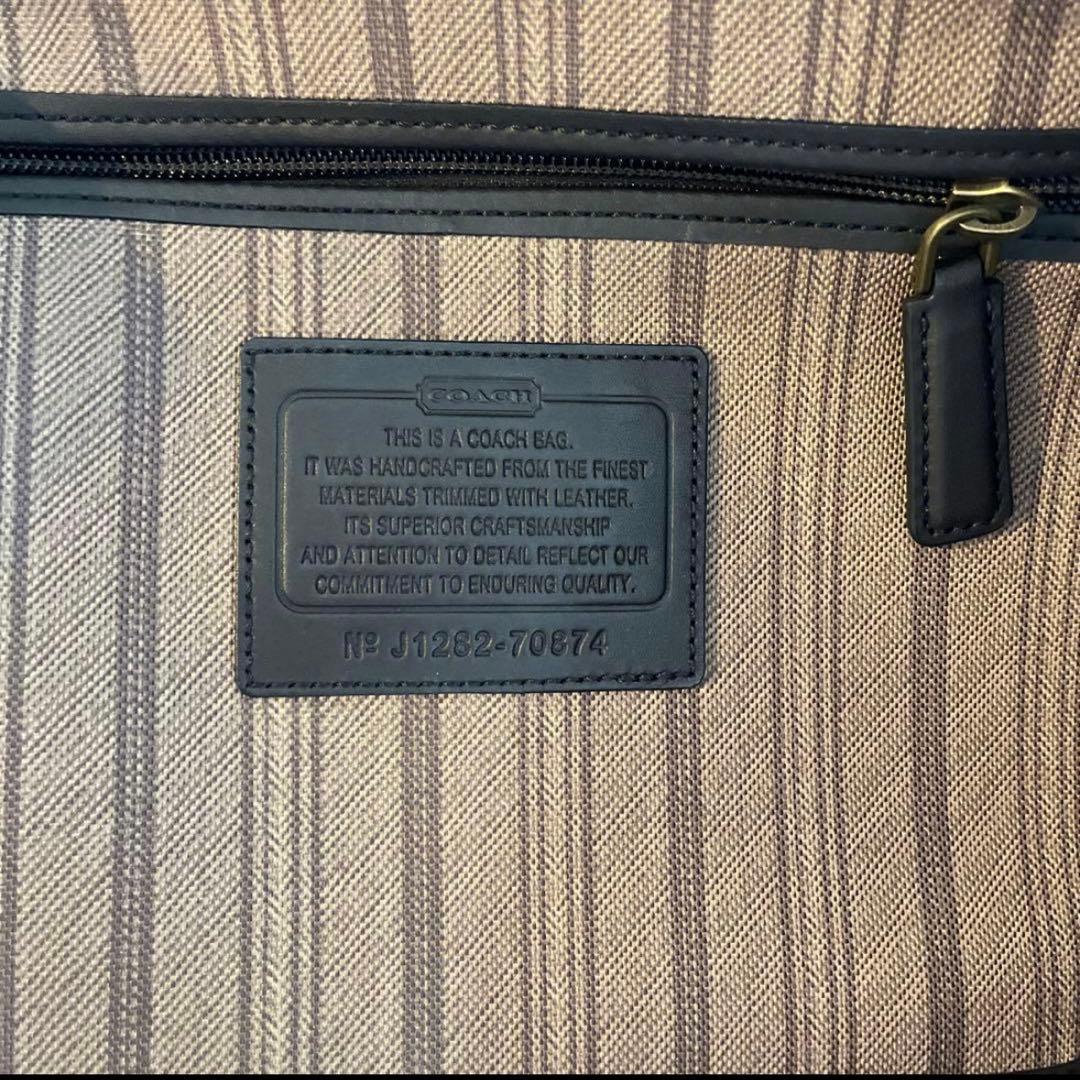 COACH
THIS IS A COACH BAG.
IT WAS HANDCRAFTED FROM THE FINEST
MATERIALS TRIMMED WITH LEATHER.
ITS SUPERIOR CRAFTSMANSHIP
AND ATTENTION TO DETAIL REFLECT OUR
COMMITMENT TO ENDURING QUALITY.
Nº J1282-70874